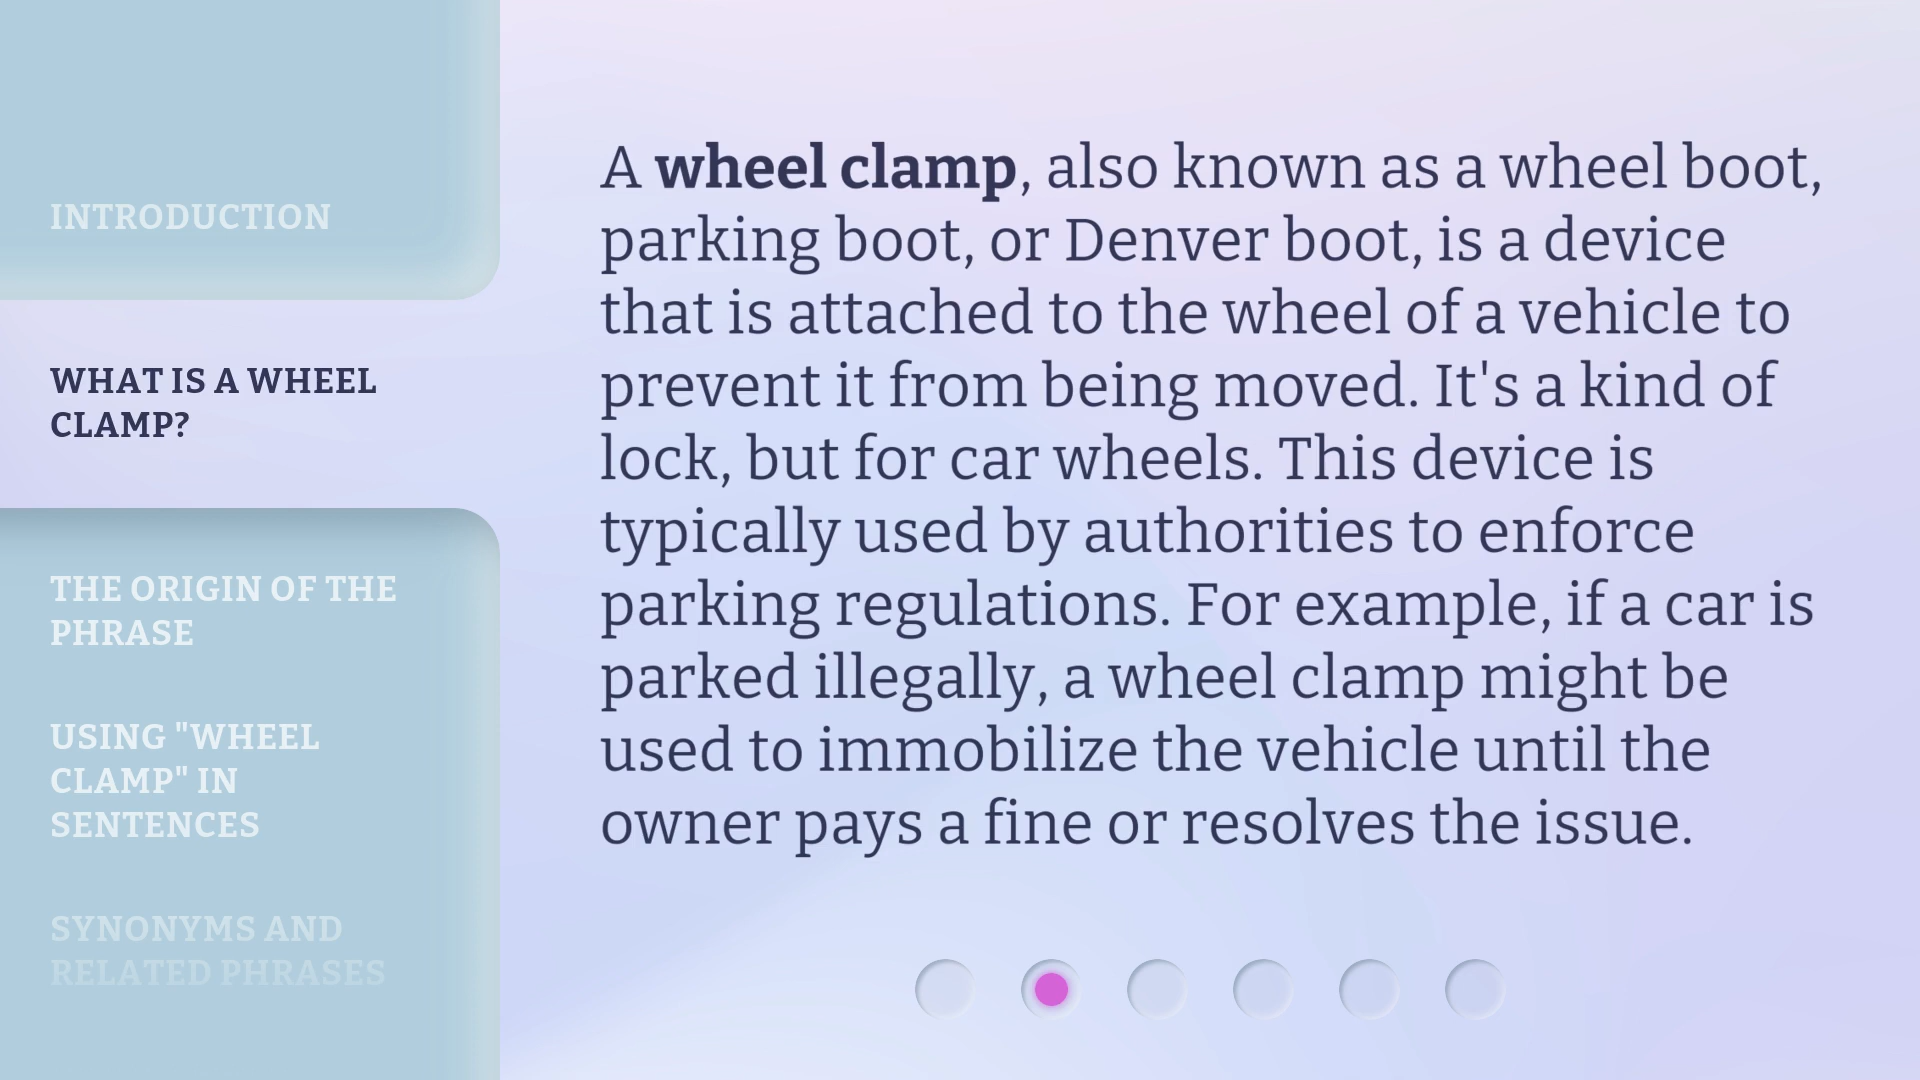 INTRODUCTION
WHAT IS A WHEEL
CLAMP?
THE ORIGIN OF THE
PHRASE
USING "WHEEL
CLAMP" IN
SENTENCES
SYNONYMS AND
RELATED PHRASES
A wheel clamp, also known as a wheel boot,
parking boot, or Denver boot, is a device
that is attached to the wheel of a vehicle to
prevent it from being moved. It's a kind of
lock, but for car wheels. This device is
typically used by authorities to enforce
parking regulations. For example, if a car is
parked illegally, a wheel clamp might be
used to immobilize the vehicle until the
owner pays a fine or resolves the issue.